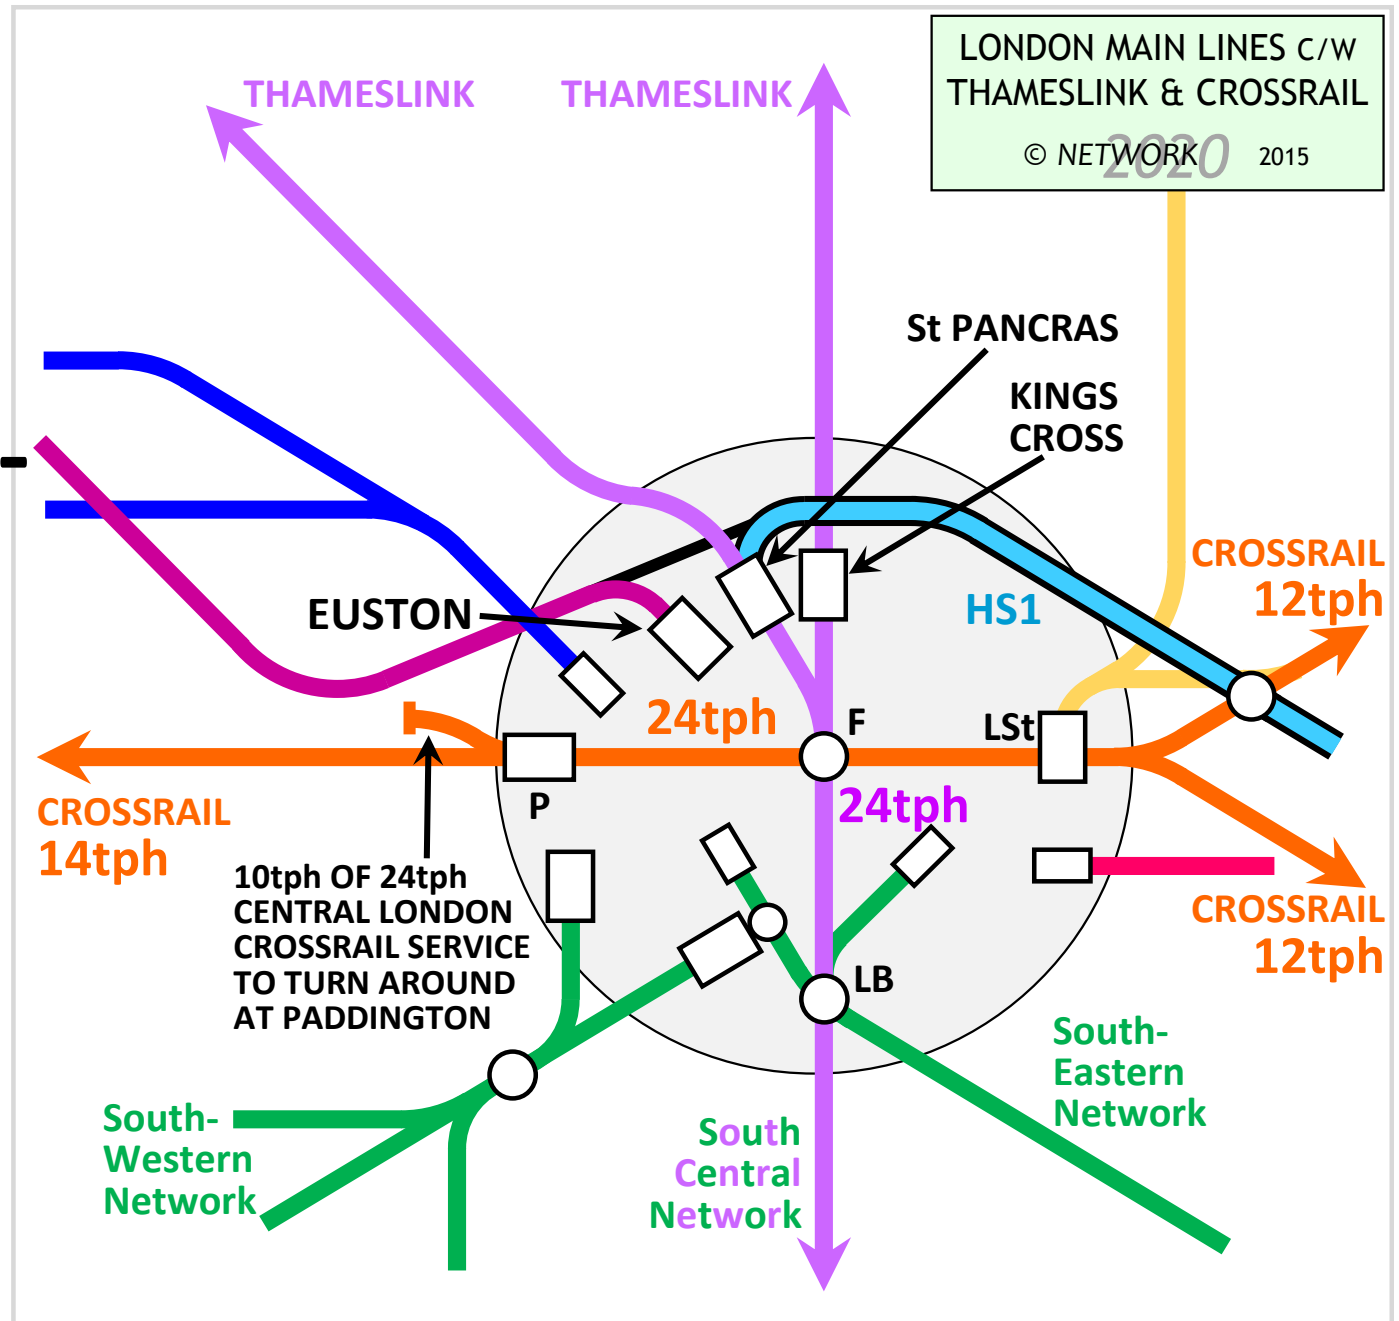 LONDON MAIN LINES C/W
THAMESLINK & CROSSRAIL
© NETWORK 2020 2015
THAMESLINK
THAMESLINK
St PANCRAS
KINGS
CROSS
CROSSRAIL
12tph
HS1
EUSTON
24tph
F
LSt
P
24tph
CROSSRAIL
14tph
10tph OF 24tph
CENTRAL LONDON
CROSSRAIL SERVICE
TO TURN AROUND
AT PADDINGTON
CROSSRAIL
12tph
LB
South-
Eastern
Network
South-
Western
Network
South
Central
Network